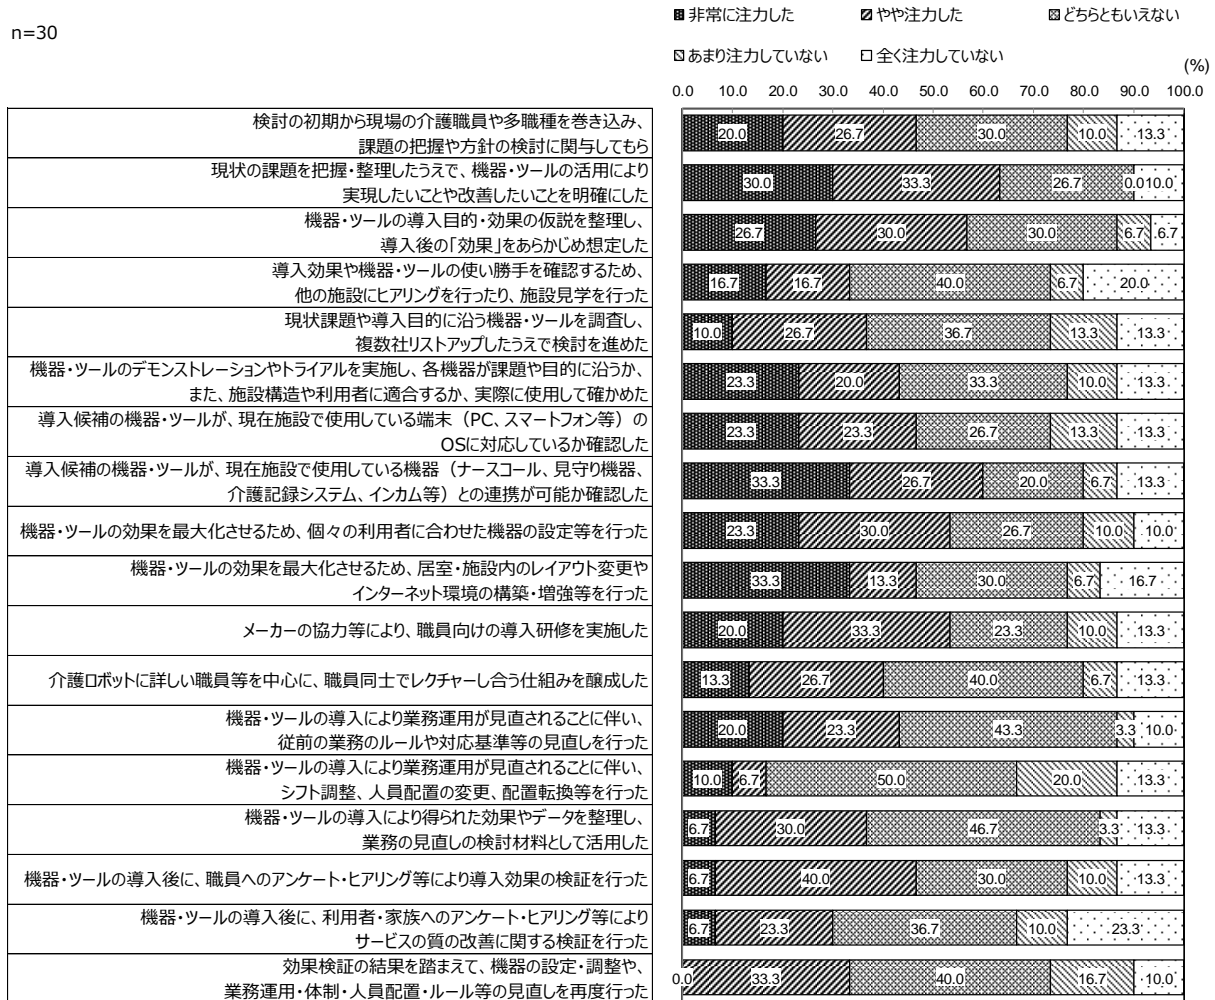 n=30
非常に注力した やや注力した どちらともいえない
あまり注力していない 全く注力していない
(%)
0.0 10.0 20.0 30.0 40.0 50.0 60.0 70.0 80.0 90.0 100.0
検討の初期から現場の介護職員や多職種を巻き込み、
課題の把握や方針の検討に関与してもら
20.0 26.7 30.0 10.0 13.3
現状の課題を把握・整理したうえで、機器・ツールの活用により
実現したいことや改善したいことを明確にした
30.0 33.3 26.7 0.0 10.0
機器・ツールの導入目的・効果の仮説を整理し、
導入後の「効果」をあらかじめ想定した
26.7 30.0 30.0 6.7 6.7
導入効果や機器・ツールの使い勝手を確認するため、
他の施設にヒアリングを行ったり、施設見学を行った
16.7 16.7 40.0 6.7 20.0
現状課題や導入目的に沿う機器・ツールを調査し、
複数社リストアップしたうえで検討を進めた
10.0 26.7 36.7 13.3 13.3
機器・ツールのデモンストレーションやトライアルを実施し、各機器が課題や目的に沿うか、
また、施設構造や利用者に適合するか、実際に使用して確かめた
23.3 20.0 33.3 10.0 13.3
導入候補の機器・ツールが、現在施設で使用している端末（PC、スマートフォン等）の
OSに対応しているか確認した
23.3 23.3 26.7 13.3 13.3
導入候補の機器・ツールが、現在施設で使用している機器（ナースコール、見守り機器、
介護記録システム、インカム等）との連携が可能か確認した
33.3 26.7 20.0 6.7 13.3
機器・ツールの効果を最大化させるため、個々の利用者に合わせた機器の設定等を行った
23.3 30.0 26.7 10.0 10.0
機器・ツールの効果を最大化させるため、居室・施設内のレイアウト変更や
インターネット環境の構築・増強等を行った
33.3 13.3 30.0 6.7 16.7
メーカーの協力等により、職員向けの導入研修を実施した
20.0 33.3 23.3 10.0 13.3
介護ロボットに詳しい職員等を中心に、職員同士でレクチャーし合う仕組みを醸成した
13.3 26.7 40.0 6.7 13.3
機器・ツールの導入により業務運用が見直されることに伴い、
従前の業務のルールや対応基準等の見直しを行った
20.0 23.3 43.3 3.3 10.0
機器・ツールの導入により業務運用が見直されることに伴い、
シフト調整、人員配置の変更、配置転換等を行った
10.0 6.7 50.0 20.0 13.3
機器・ツールの導入により得られた効果やデータを整理し、
業務の見直しの検討材料として活用した
6.7 30.0 46.7 3.3 13.3
機器・ツールの導入後に、職員へのアンケート・ヒアリング等により導入効果の検証を行った
6.7 40.0 30.0 10.0 13.3
機器・ツールの導入後に、利用者・家族へのアンケート・ヒアリング等により
サービスの質の改善に関する検証を行った
6.7 23.3 36.7 10.0 23.3
効果検証の結果を踏まえて、機器の設定・調整や、
業務運用・体制・人員配置・ルール等の見直しを再度行った
0.0 33.3 40.0 16.7 10.0